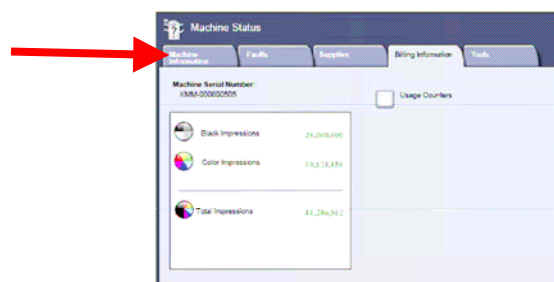 Machine Status
Machine
Information
Faults
Supplies
Billing Information
Tools
Machine Serial Number:
Usage Counters
Black Impressions
Color Impressions
Total Impressions